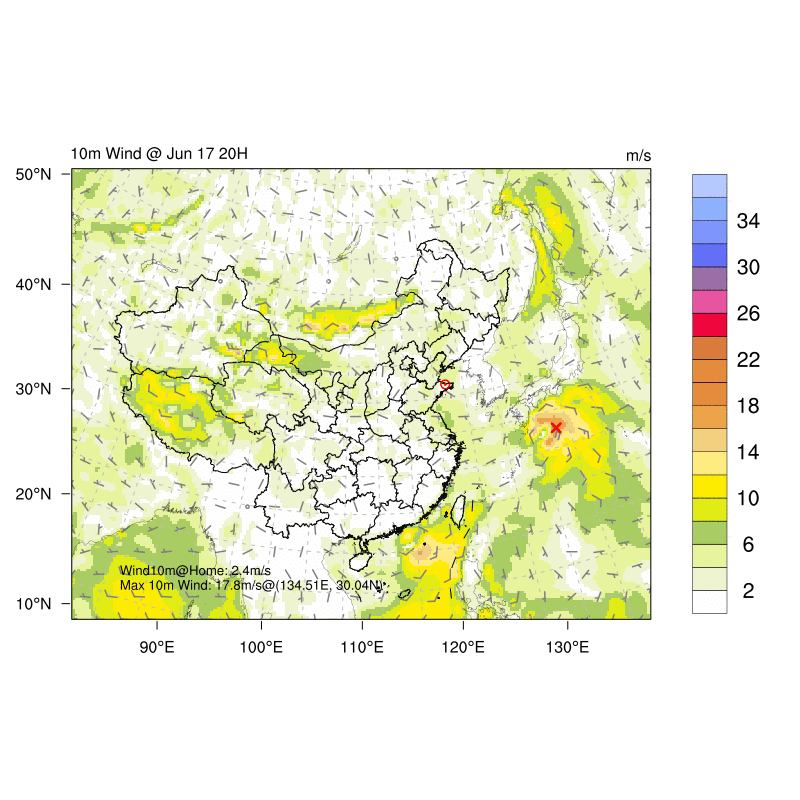 10m Wind @ Jun 17 20H
m/s
50°N
40°N
30°N
20°N
10°N
90°E
100°E
110°E
120°E
130°E
34
30
26
22
18
14
10
6
2
Wind10m@Home: 2.4m/s
Max 10m Wind: 17.8m/s@(134.51E, 30.04N)